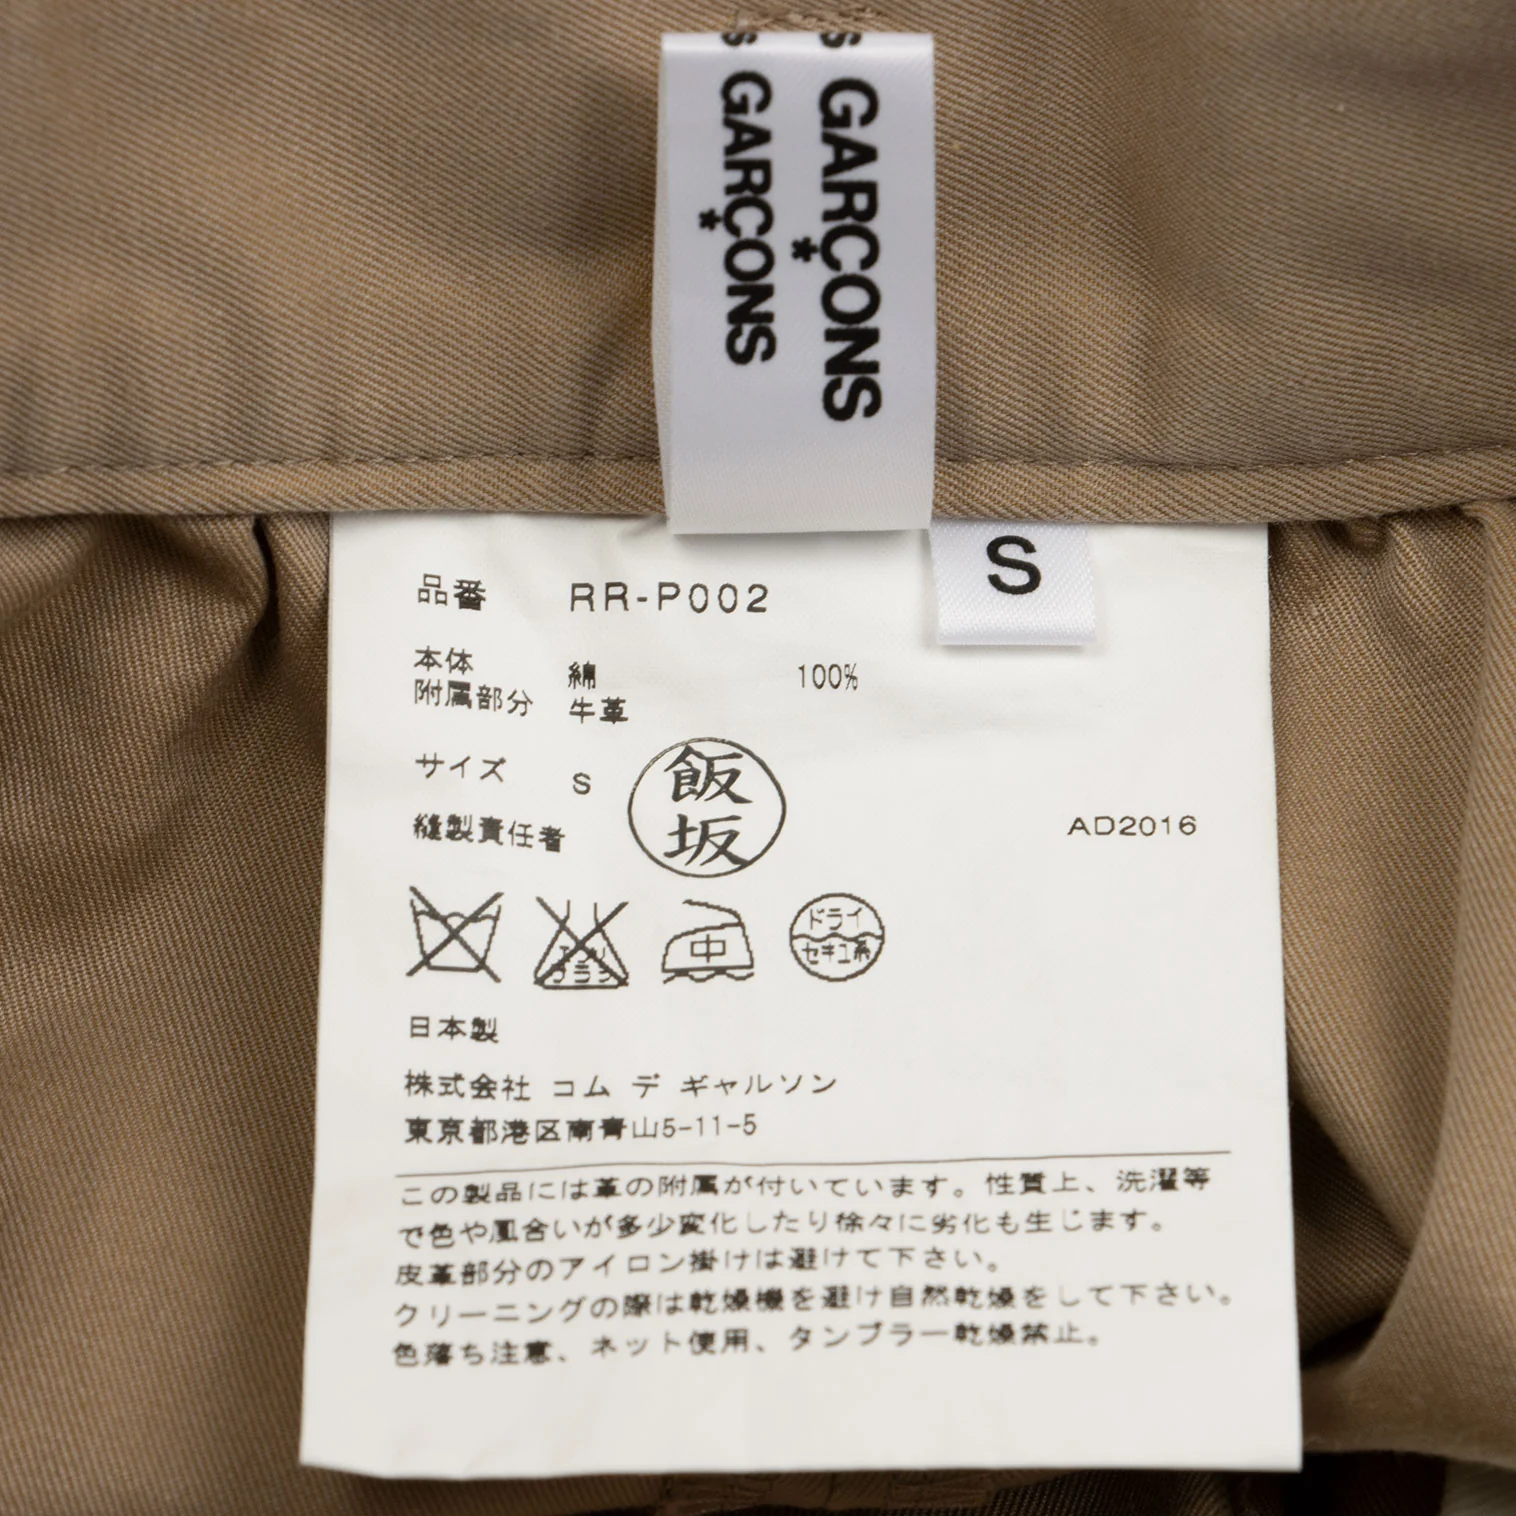 s GARÇONS
s GARÇONS
S
品番 RR-P002
本体 綿 100%
附属部分 牛革
サイズ S
飯坂
縫製責任者
AD2016
エンソ
ブラシ
中
ドライ
セキユ系
日本製
株式会社 コム デ ギャルソン
東京都港区南青山5-11-5
この製品には革の附属が付いています。性質上、洗濯等
で色や風合いが多少変化したり徐々に劣化も生じます。
皮革部分のアイロン掛けは避けて下さい。
クリーニングの際は乾燥機を避け自然乾燥をして下さい。
色落ち注意、ネット使用、タンブラー乾燥禁止。